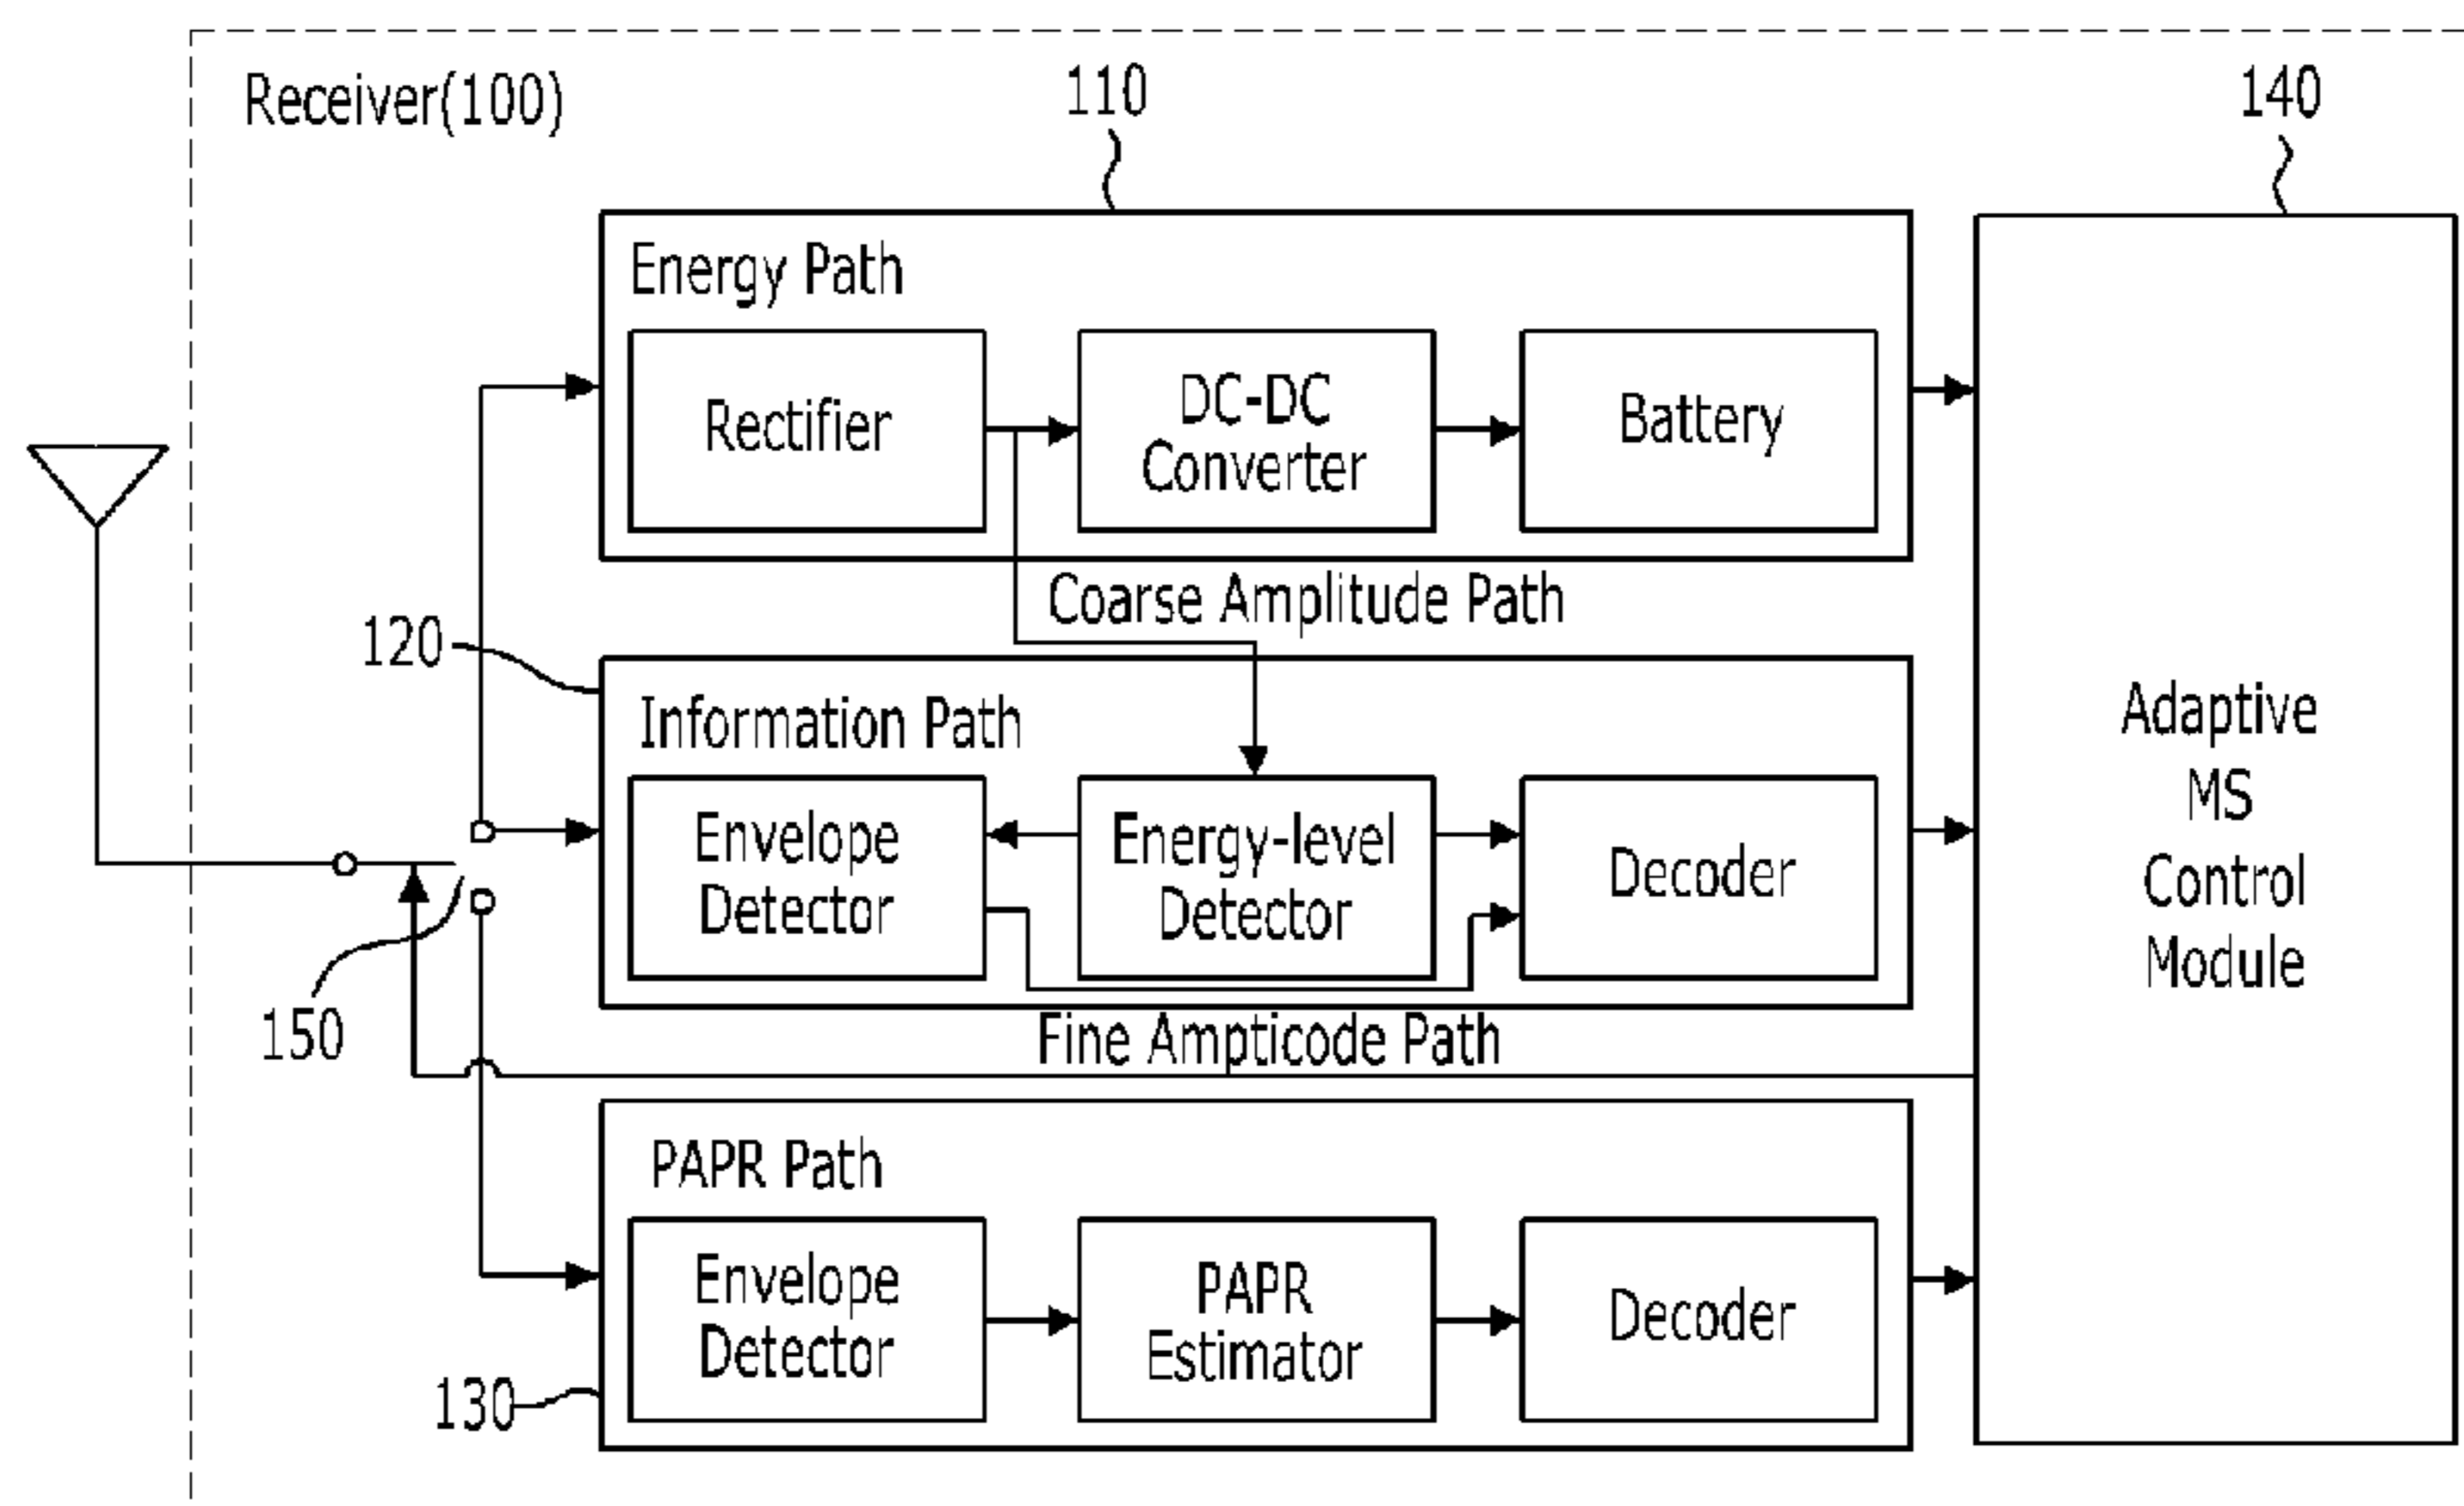 Receiver(100)
110
140
Energy Path
Rectifier
DC-DC
Converter
Battery
Coarse Amplitude Path
120
Information Path
Envelope
Detector
Energy-level
Detector
Decoder
Adaptive
MS
Control
Module
150
Fine Ampticode Path
PAPR Path
Envelope
Detector
PAPR
Estimator
Decoder
130